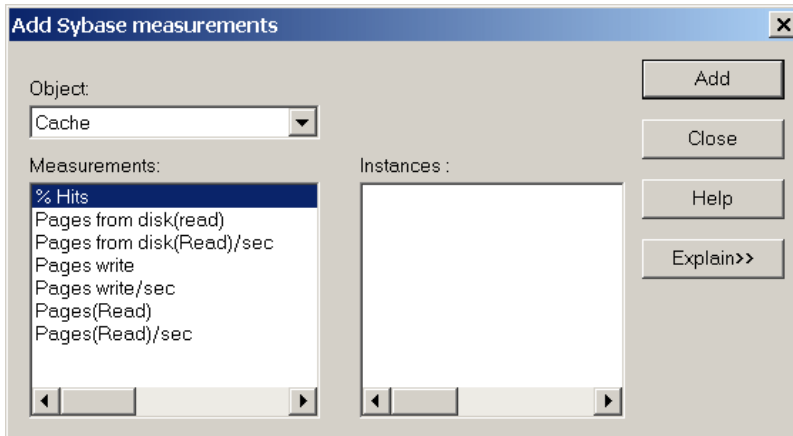 Add Sybase measurements
Object:
Cache
Measurements:
% Hits
Pages from disk(read)
Pages from disk(Read)/sec
Pages write
Pages write/sec
Pages(Read)
Pages(Read)/sec
Instances :
Add
Close
Help
Explain>>